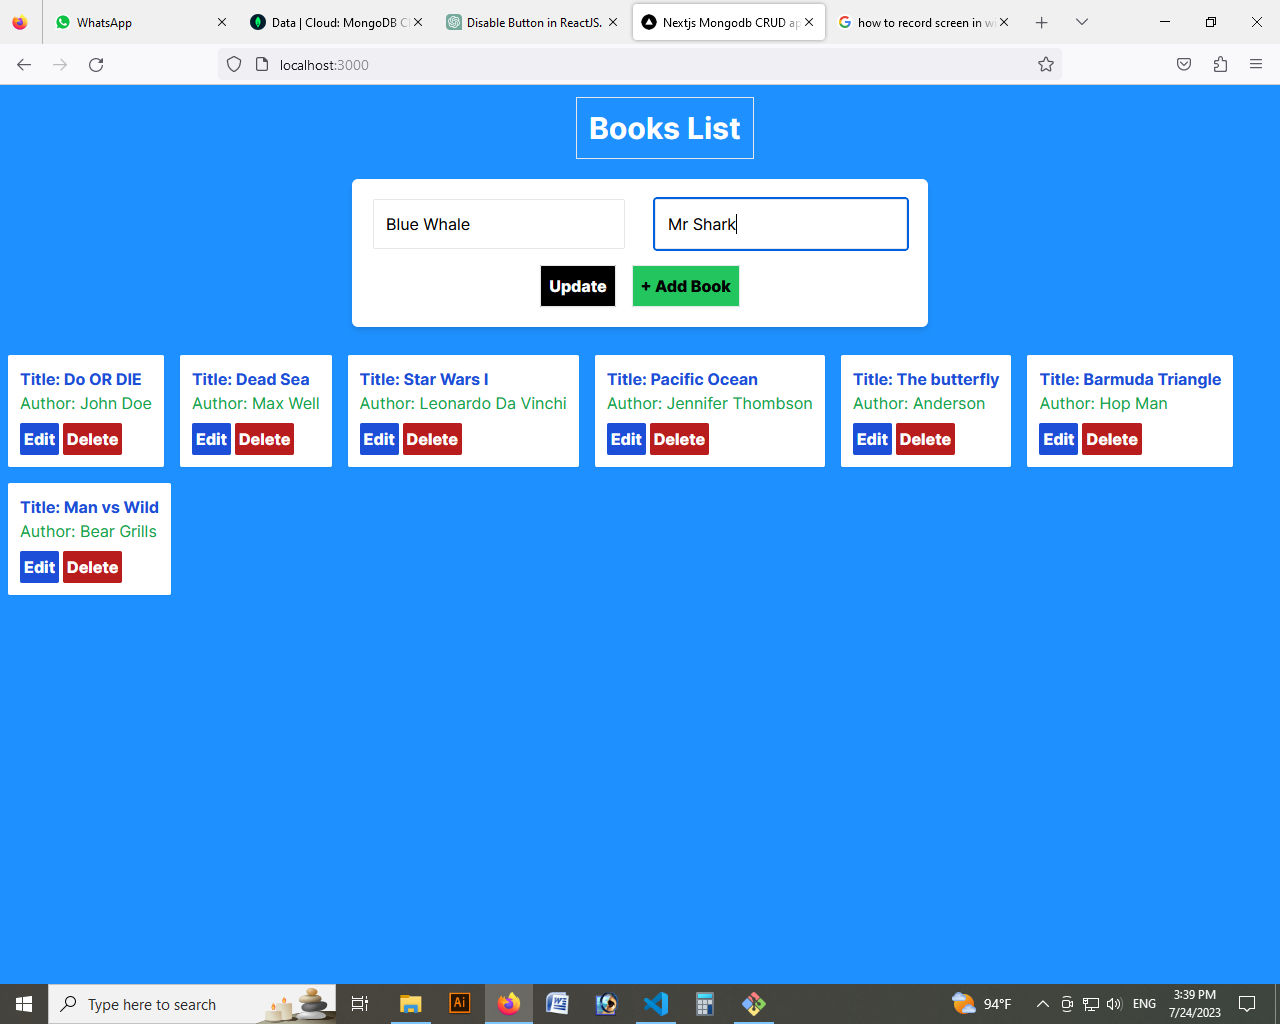 WhatsApp
Data | Cloud: MongoDB Cl
Disable Button in ReactJS.
Nextjs Mongodb CRUD ap
how to record screen in wi
localhost:3000
Books List
Blue Whale
Mr Shark
Update
+ Add Book
Title: Do OR DIE
Author: John Doe
Edit Delete
Title: Dead Sea
Author: Max Well
Edit Delete
Title: Star Wars I
Author: Leonardo Da Vinchi
Edit Delete
Title: Pacific Ocean
Author: Jennifer Thombson
Edit Delete
Title: The butterfly
Author: Anderson
Edit Delete
Title: Barmuda Triangle
Author: Hop Man
Edit Delete
Title: Man vs Wild
Author: Bear Grills
Edit Delete
Type here to search
Ai
W
94°F
ENG
3:39 PM
7/24/2023